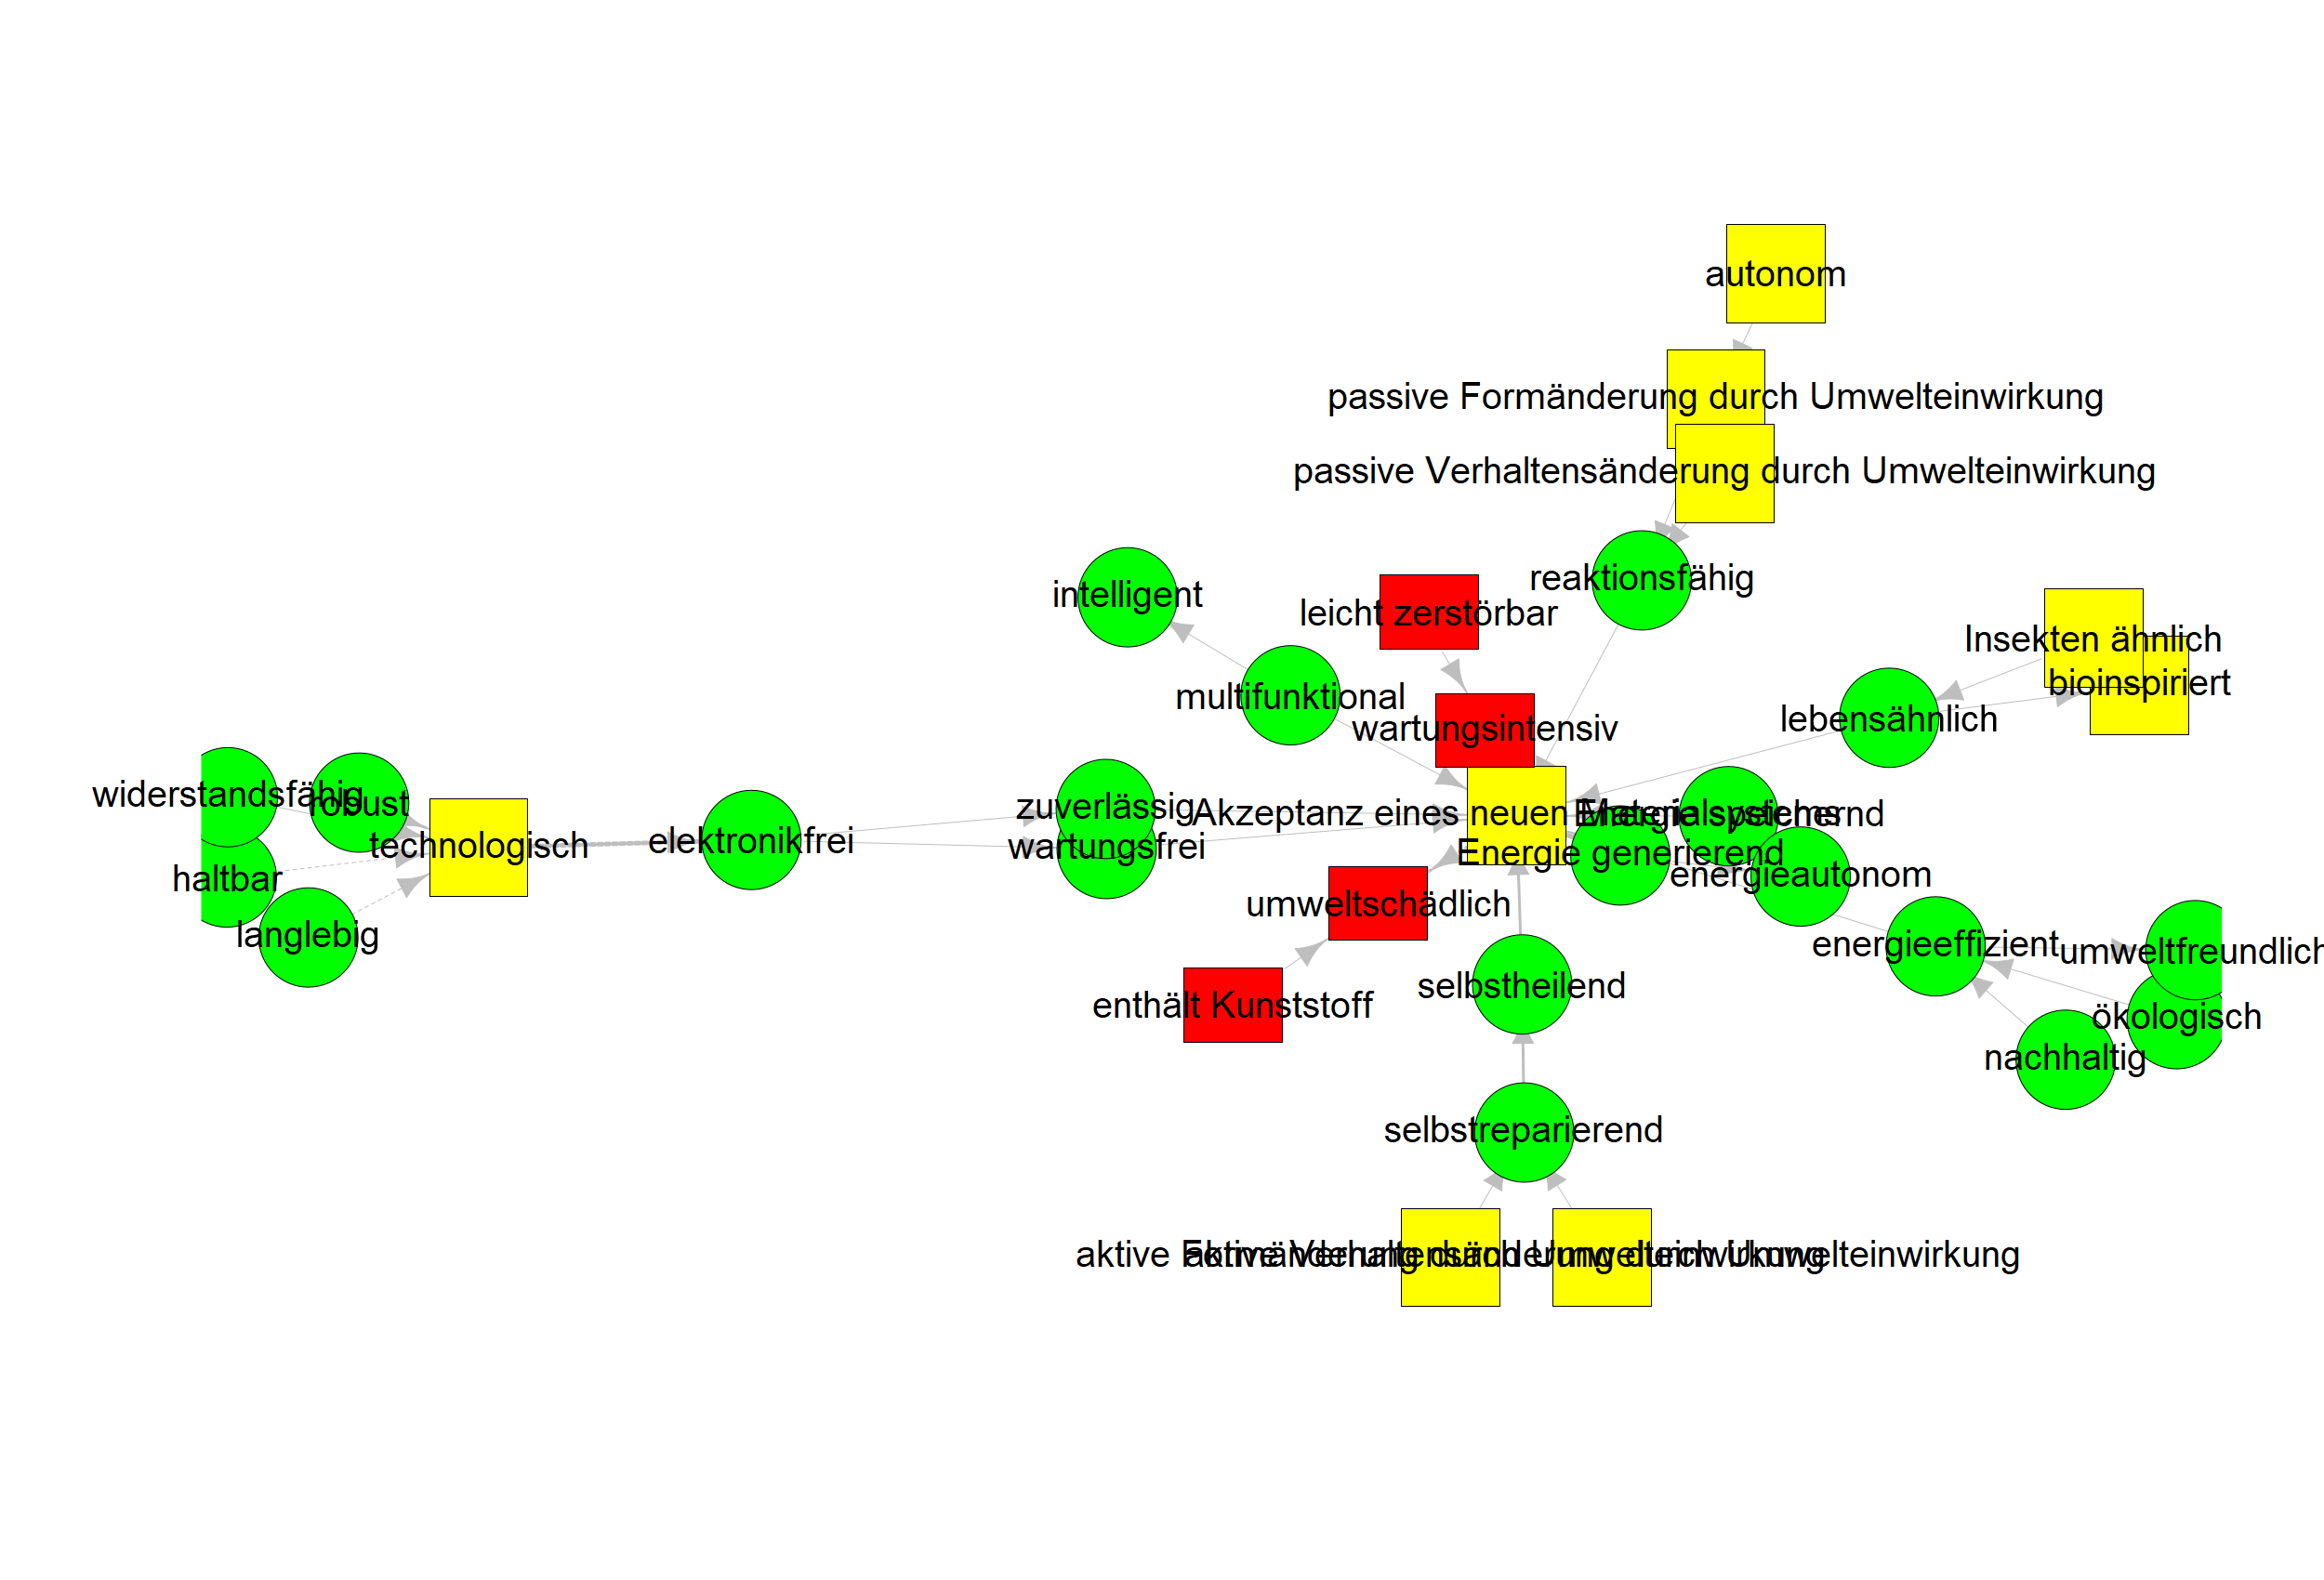 autonom
passive Formänderung durch Umwelteinwirkung
passive Verhaltensänderung durch Umwelteinwirkung
reaktionsfähig
intelligent
leicht zerstörbar
Insekten ähnlich
bioinspiriert
multifunktional
lebensähnlich
wartungsintensiv
widerstandsfähig
robust
zuverlässig
Akzeptanz eines neuen Materialsystems
Energie speichernd
technologisch
elektronikfrei
wartungsfrei
Energie generierend
haltbar
energieautonom
umweltschädlich
langlebig
energieeffizient
umweltfreundlich
selbstheilend
enthält Kunststoff
ökologisch
nachhaltig
selbstreparierend
aktive Formänderung durch Umwelteinwirkung
aktive Verhaltensänderung durch Umwelteinwirkung